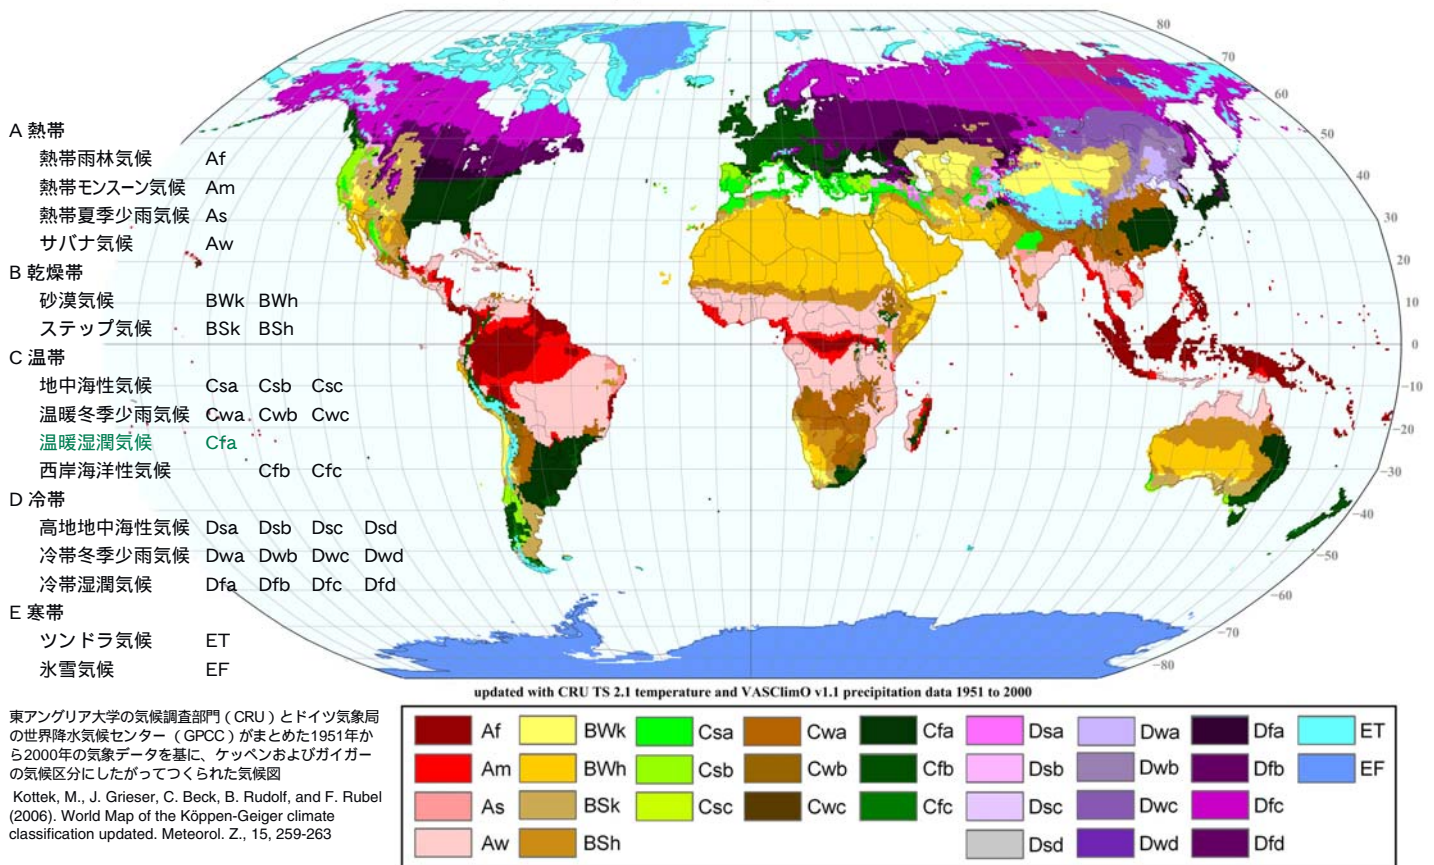 A 熱帯
熱帯雨林気候 Af
熱帯モンスーン気候 Am
熱帯夏季少雨気候 As
サバナ気候 Aw
B 乾燥帯
砂漠気候 BWk BWh
ステップ気候 BSk BSh
C 温帯
地中海性気候 Csa Csb Csc
温暖冬季少雨気候 Cwa Cwb Cwc
温暖湿潤気候 Cfa
西岸海洋性気候 Cfb Cfc
D 冷帯
高地地中海性気候 Dsa Dsb Dsc Dsd
冷帯冬季少雨気候 Dwa Dwb Dwc Dwd
冷帯湿潤気候 Dfa Dfb Dfc Dfd
E 寒帯
ツンドラ気候 ET
氷雪気候 EF
80
70
60
50
40
30
20
10
0
−10
−20
−30
−40
−50
−60
−70
−80
updated with CRU TS 2.1 temperature and VASClimO v1.1 precipitation data 1951 to 2000
東アングリア大学の気候調査部門（CRU）とドイツ気象局
の世界降水気候センター（GPCC）がまとめた1951年か
ら2000年の気象データを基に、ケッペンおよびガイガー
の気候区分にしたがってつくられた気候図
Kottek, M., J. Grieser, C. Beck, B. Rudolf, and F. Rubel
(2006). World Map of the Köppen-Geiger climate
classification updated. Meteorol. Z., 15, 259-263
Af BWk Csa Cwa Cfa Dsa Dwa Dfa ET
Am BWh Csb Cwb Cfb Dsb Dwb Dfb EF
As BSk Csc Cwc Cfc Dsc Dwc Dfc
Aw BSh Dsd Dwd Dfd